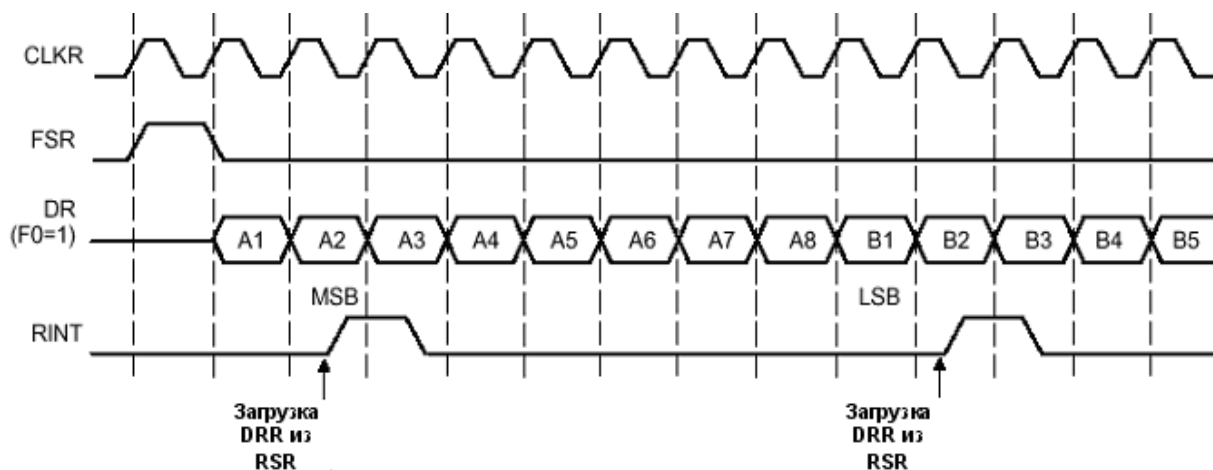 CLKR
FSR
DR
(F0=1)
A1 A2 A3 A4 A5 A6 A7 A8 B1 B2 B3 B4 B5
MSB LSB
RINT
Загрузка
DRR из
RSR
Загрузка
DRR из
RSR